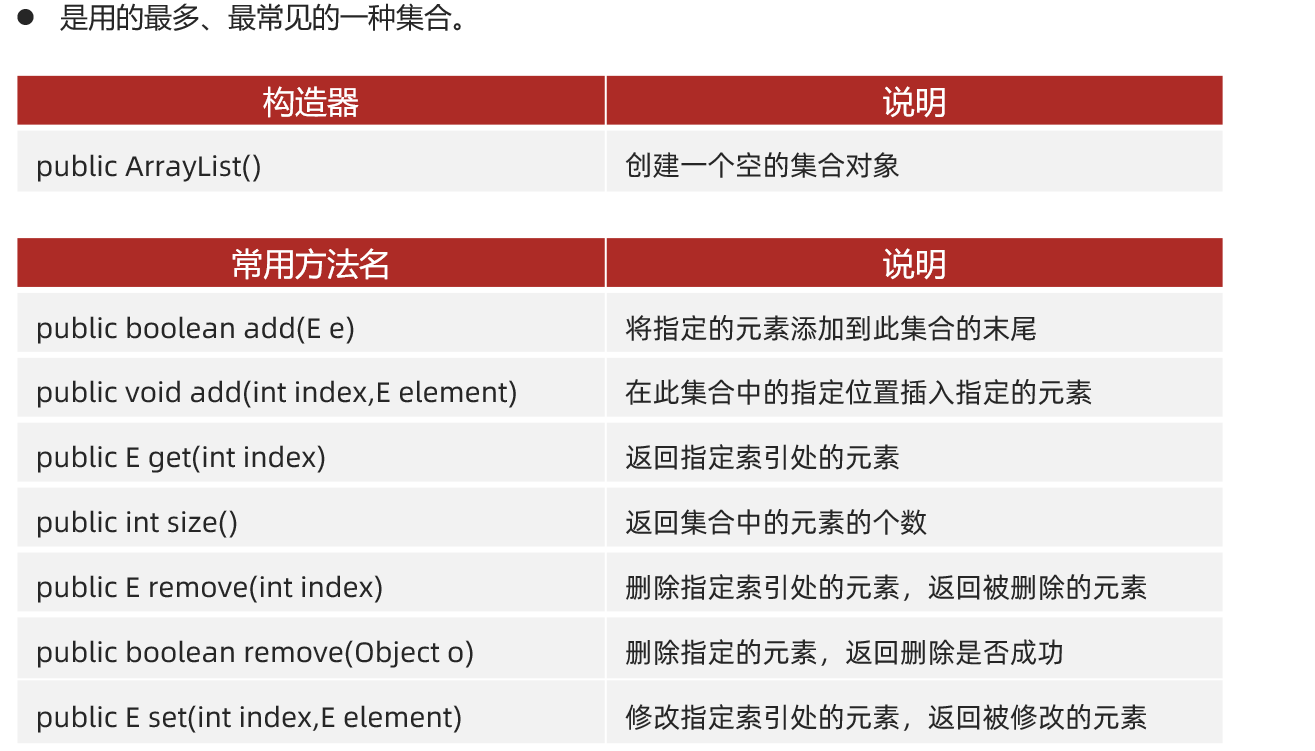 ● 是用的最多、最常见的一种集合。
构造器 说明
public ArrayList() 创建一个空的集合对象
常用方法名 说明
public boolean add(E e) 将指定的元素添加到此集合的末尾
public void add(int index,E element) 在此集合中的指定位置插入指定的元素
public E get(int index) 返回指定索引处的元素
public int size() 返回集合中的元素的个数
public E remove(int index) 删除指定索引处的元素，返回被删除的元素
public boolean remove(Object o) 删除指定的元素，返回删除是否成功
public E set(int index,E element) 修改指定索引处的元素，返回被修改的元素